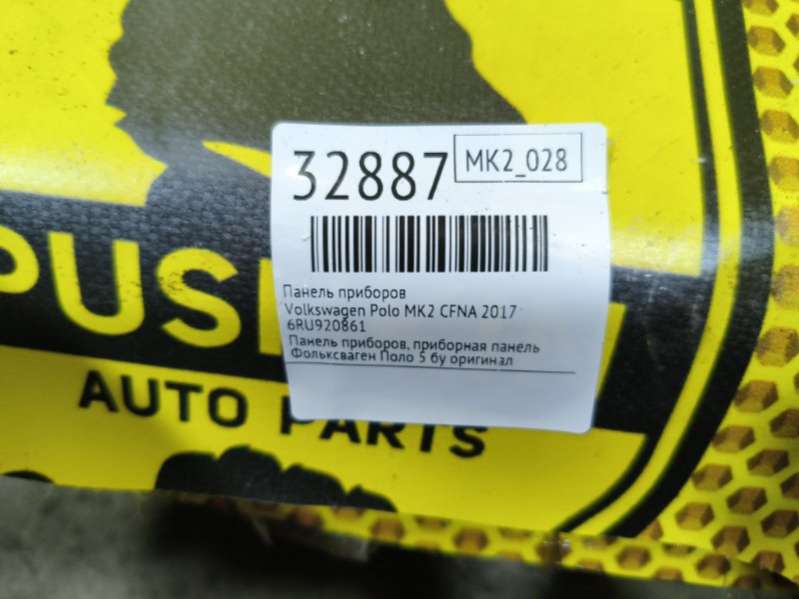 32887
MK2_028
Панель приборов
Volkswagen Polo MK2 CFNA 2017
6RU920861
Панель приборов, приборная панель
Фольксваген Поло 5 бу оригинал
AUTO PARTS